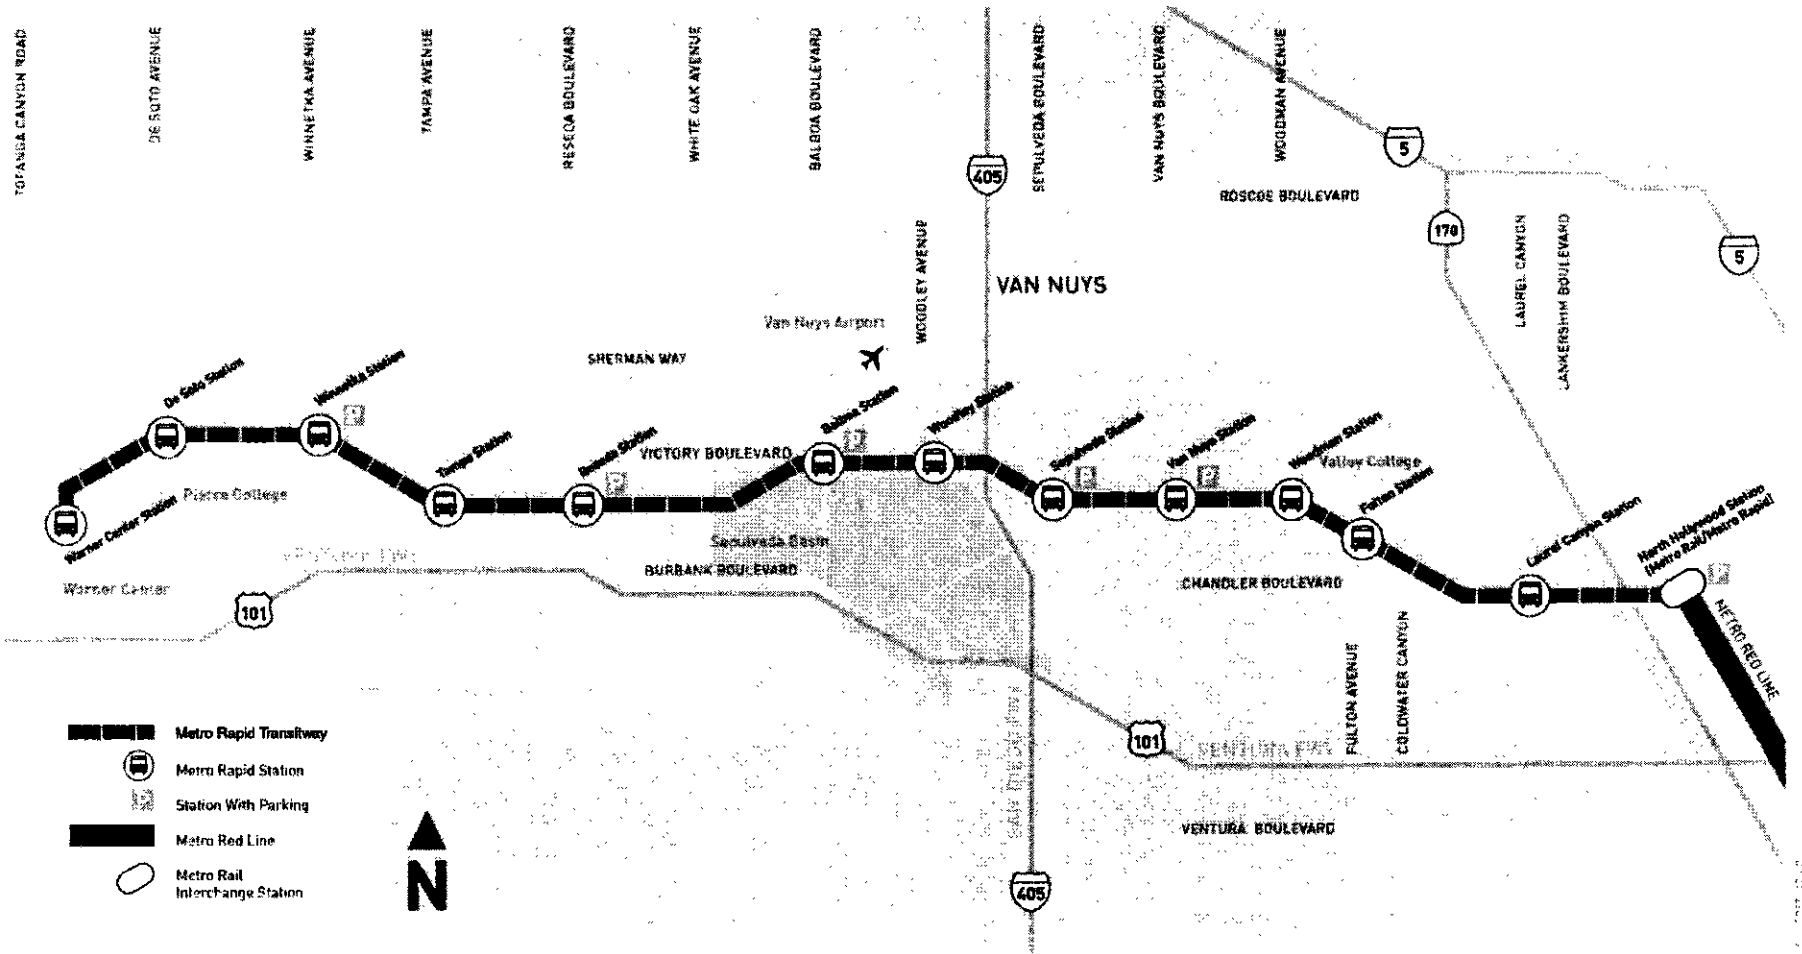 TOPANGA CANYON ROAD
DE SOTO AVENUE
WINNETKA AVENUE
TAMPA AVENUE
RESEDA BOULEVARD
WHITE OAK AVENUE
BALBOA BOULEVARD
SEPULVEDA BOULEVARD
VAN NUYS BOULEVARD
WOODMAN AVENUE
5
405
ROSCOE BOULEVARD
170
LAUREL CANYON
LANKERSHIM BOULEVARD
5
WOODLEY AVENUE
VAN NUYS
Van Nuys Airport
SHERMAN WAY
De Soto Station
Winnetka Station
P
Tampa Station
Reseda Station
P
VICTORY BOULEVARD
Balboa Station
P
Woodley Station
Sepulveda Station
P
Van Nuys Station
P
Woodman Station
Valley College
Fulton Station
Laurel Canyon Station
North Hollywood Station
(Metro Rail/Metro Rapid)
P
Pierce College
Warner Center Station
Warner Center
101
Sepulveda Basin
BURBANK BOULEVARD
CHANDLER BOULEVARD
METRO RED LINE
FULTON AVENUE
COLDWATER CANYON
101
VENTURA FWY
VENTURA BOULEVARD
405
Metro Rapid Transitway
Metro Rapid Station
P
Station With Parking
Metro Red Line
Metro Rail
Interchange Station
N